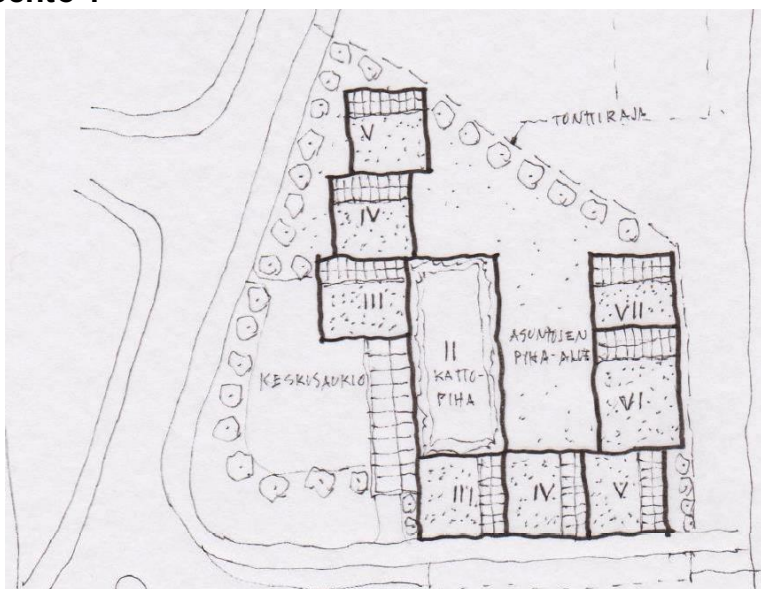 TONTTIRAJA
V
IV
III
VII
II
KATTO-
PIHA
ASUNTOJEN
PIHA-ALUE
KESKUSAUKIO
VI
III
IV
V